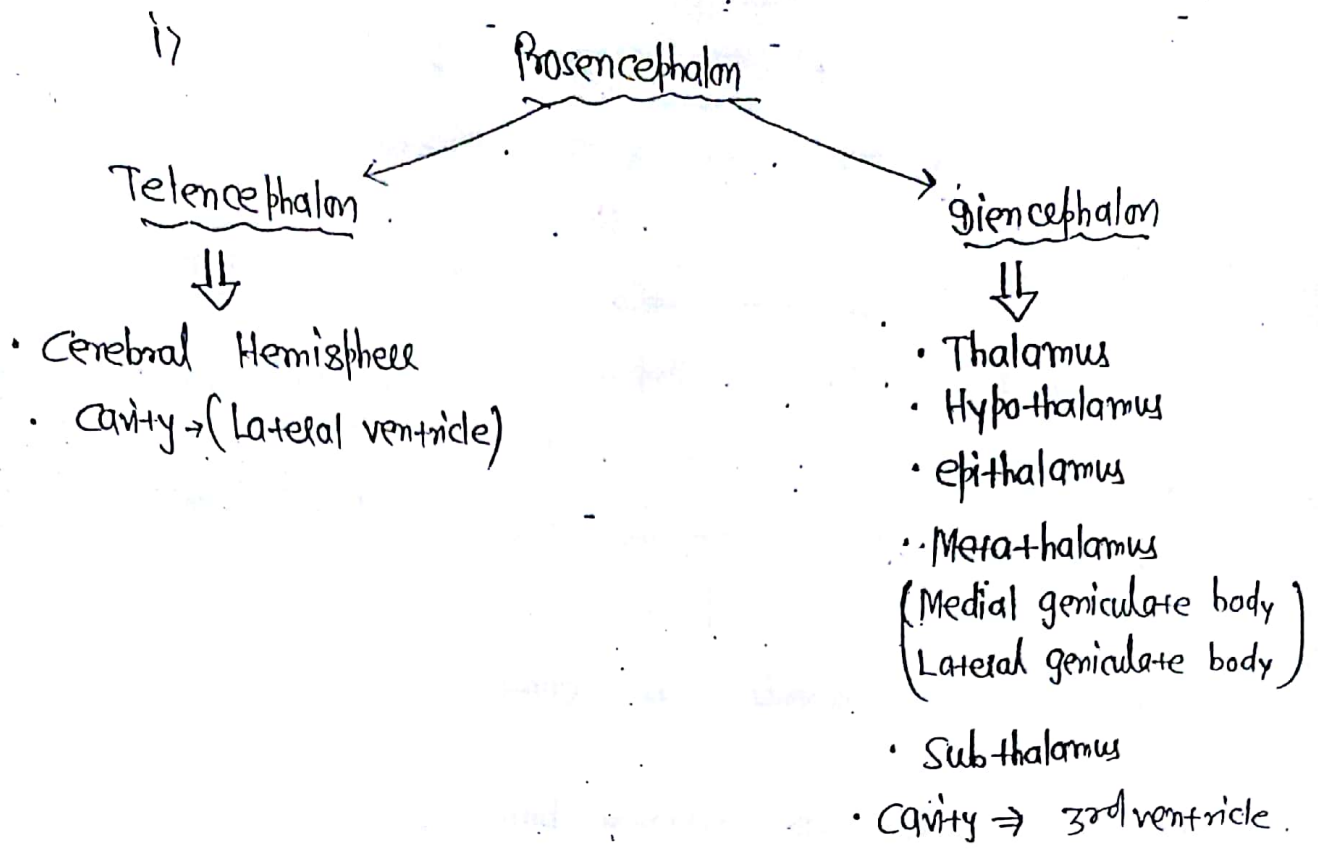 i>
Prosencephalon
Telencephalon
Diencephalon
• Cerebral Hemisphere
• Cavity → (Lateral ventricle)
• Thalamus
• Hypothalamus
• epithalamus
• Metathalamus
(Medial geniculate body
Lateral geniculate body)
• Subthalamus
• Cavity ⇒ 3rd ventricle.